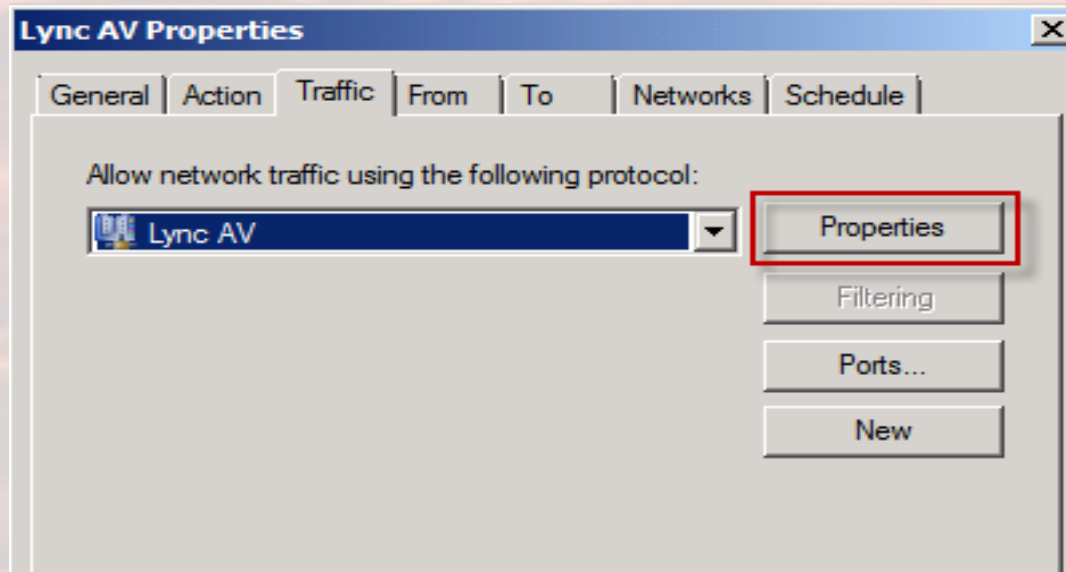 Lync AV Properties
General Action Traffic From To Networks Schedule
Allow network traffic using the following protocol:
Lync AV
Properties
Filtering
Ports...
New